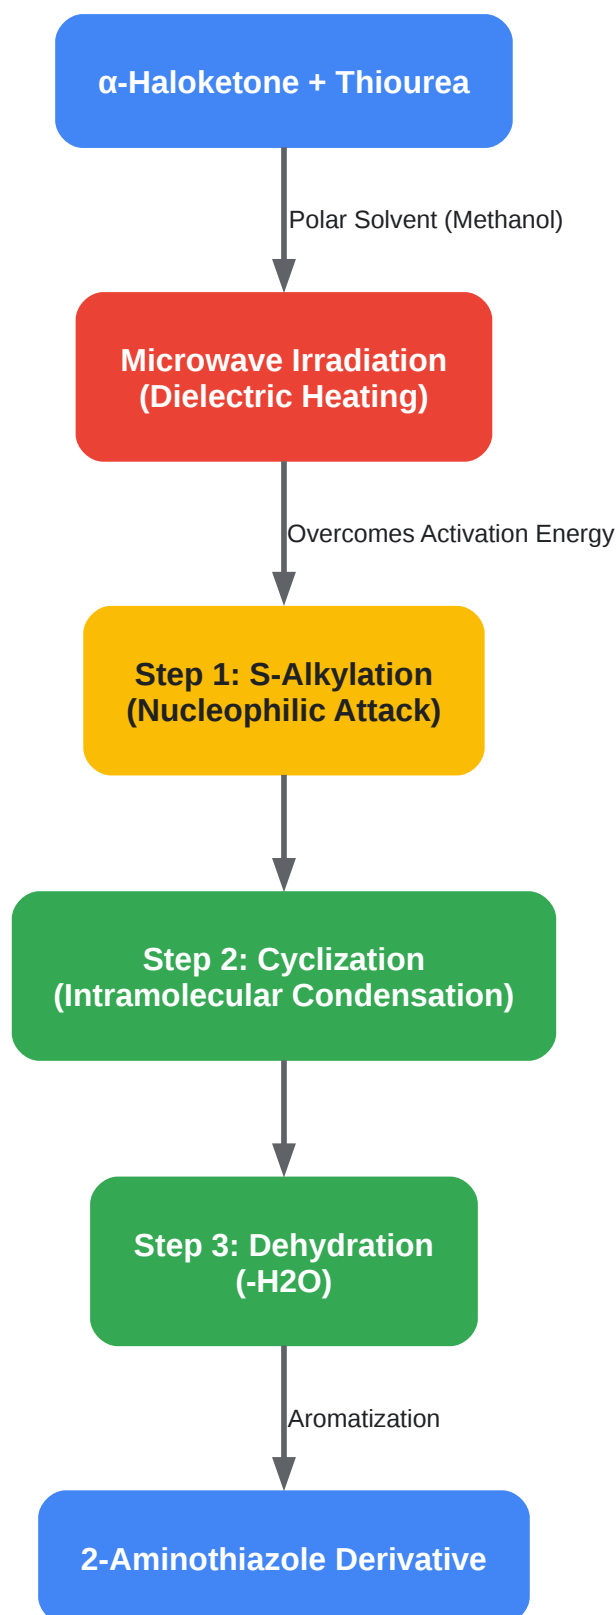 α-Haloketone + Thiourea
Polar Solvent (Methanol)
Microwave Irradiation
(Dielectric Heating)
Overcomes Activation Energy
Step 1: S-Alkylation
(Nucleophilic Attack)
Step 2: Cyclization
(Intramolecular Condensation)
Step 3: Dehydration
(-H2O)
Aromatization
2-Aminothiazole Derivative